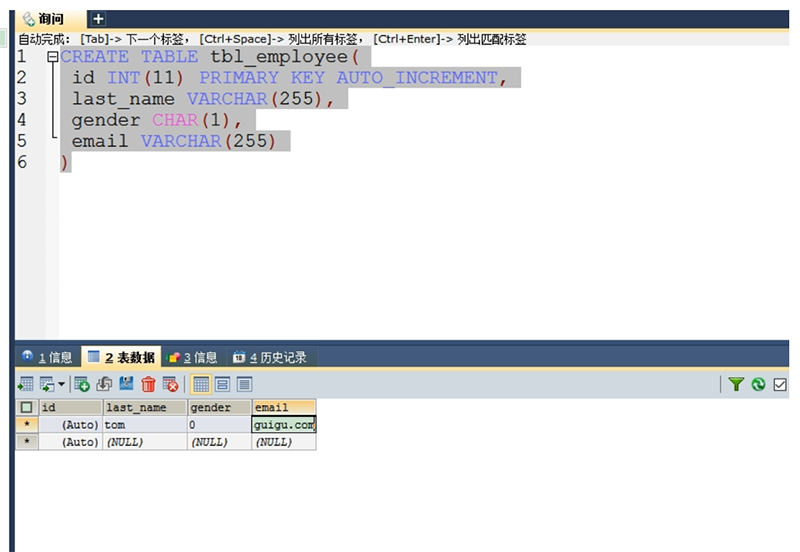 询问
自动完成： [Tab]-> 下一个标签， [Ctrl+Space]-> 列出所有标签， [Ctrl+Enter]-> 列出匹配标签
1 CREATE TABLE tbl_employee(
2 id INT(11) PRIMARY KEY AUTO_INCREMENT,
3 last_name VARCHAR(255),
4 gender CHAR(1),
5 email VARCHAR(255)
6 )
1 信息 2 表数据 3 信息 4 历史记录
id last_name gender email
* (Auto) tom 0 guigu.com
* (Auto) (NULL) (NULL) (NULL)